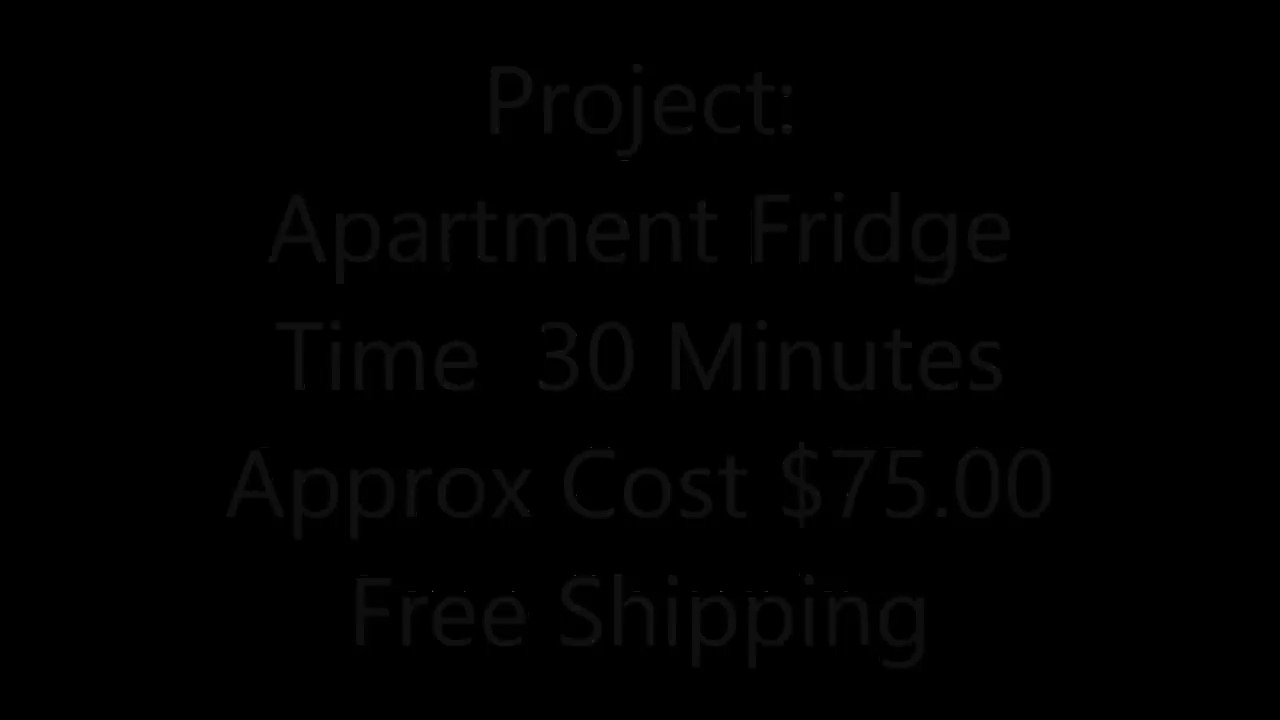 Project:
Apartment Fridge
Time  30 Minutes
Approx Cost $75.00
Free Shipping